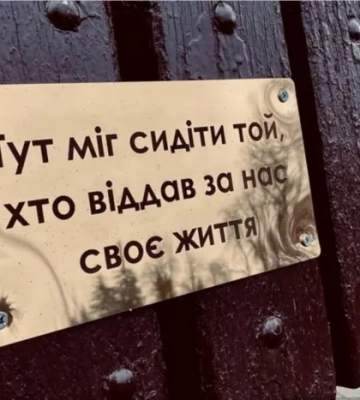 Тут міг сидіти той,
хто віддав за нас
своє життя